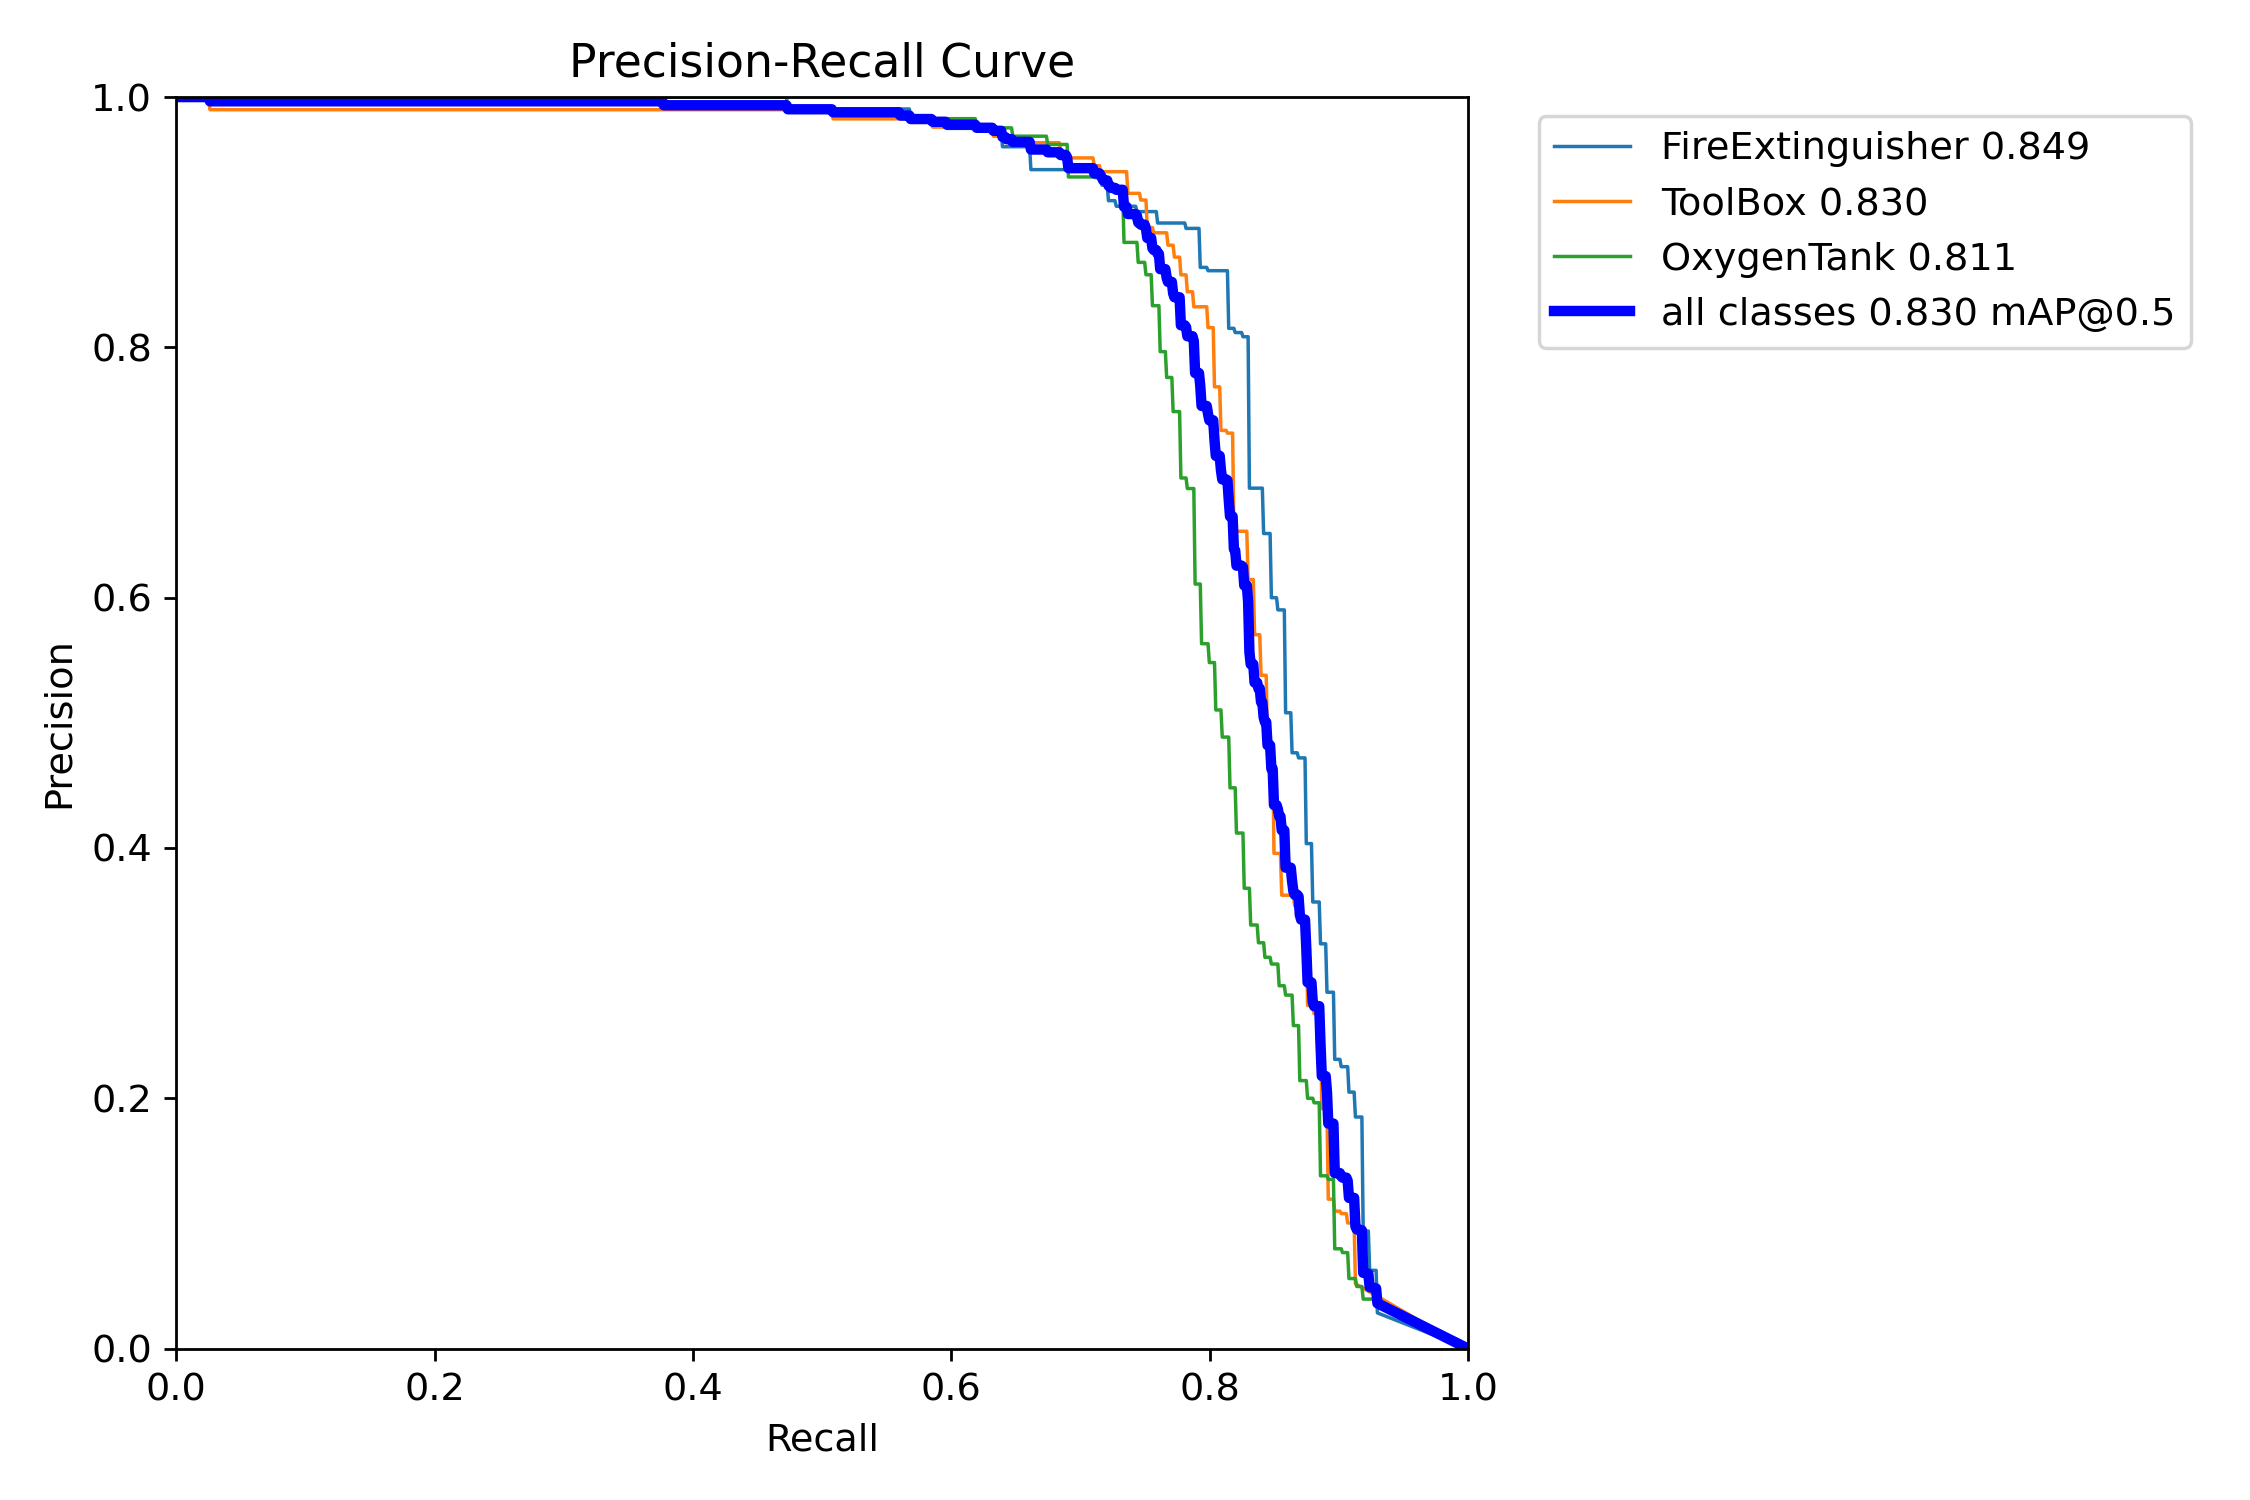 Precision-Recall Curve
1.0
0.8
0.6
0.4
0.2
0.0
Precision
0.0 0.2 0.4 0.6 0.8 1.0
Recall
FireExtinguisher 0.849
ToolBox 0.830
OxygenTank 0.811
all classes 0.830 mAP@0.5